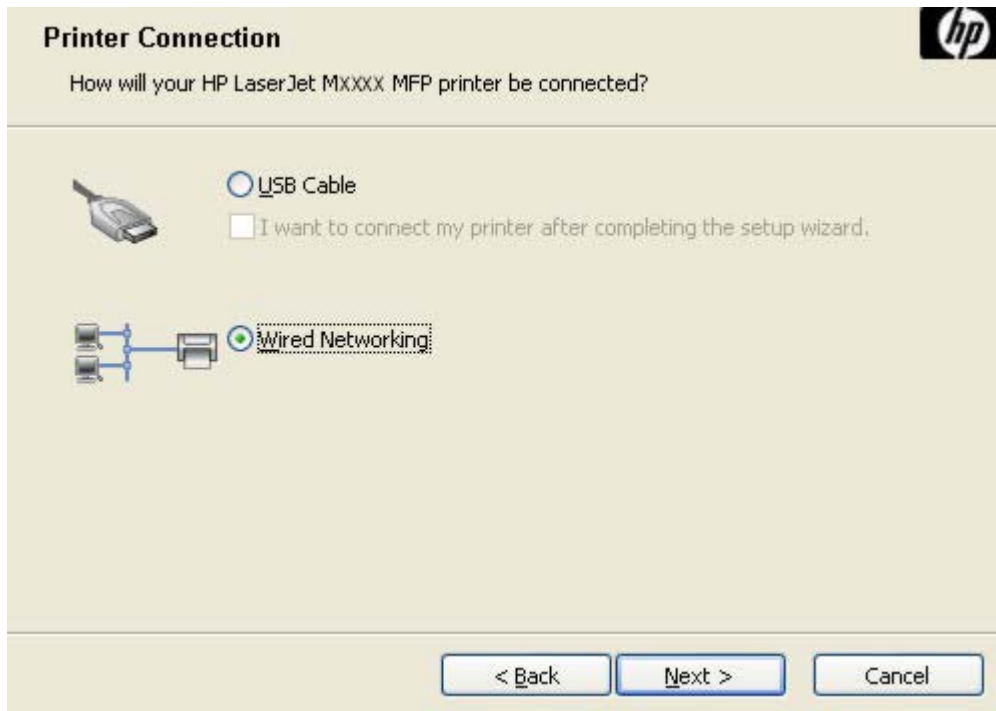 Printer Connection
hp
How will your HP LaserJet MXXXX MFP printer be connected?
USB Cable
I want to connect my printer after completing the setup wizard.
Wired Networking
< Back
Next >
Cancel